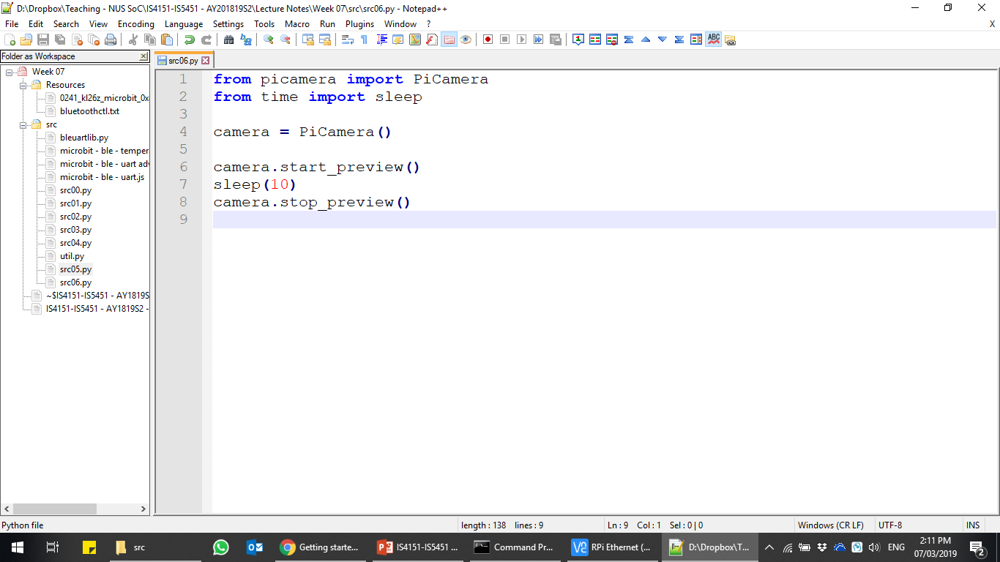 D:\Dropbox\Teaching - NUS SoC\IS4151-IS5451 - AY201819S2\Lecture Notes\Week 07\src\src06.py - Notepad++
File Edit Search View Encoding Language Settings Tools Macro Run Plugins Window ? X
Folder as Workspace
Week 07
Resources
0241_kl26z_microbit_0x
bluetoothctl.txt
src
bleuartlib.py
microbit - ble - temper
microbit - ble - uart adv
microbit - ble - uart.js
src00.py
src01.py
src02.py
src03.py
src04.py
util.py
src05.py
src06.py
~$IS4151-IS5451 - AY1819S
IS4151-IS5451 - AY1819S2 -
src06.py
1 from picamera import PiCamera
2 from time import sleep
3
4 camera = PiCamera()
5
6 camera.start_preview()
7 sleep(10)
8 camera.stop_preview()
9
Python file length : 138 lines : 9 Ln : 9 Col : 1 Sel : 0 | 0 Windows (CR LF) UTF-8 INS
src Getting starte... IS4151-IS5451 ... Command Pr... RPi Ethernet (... D:\Dropbox\T... ENG 2:11 PM
07/03/2019 2